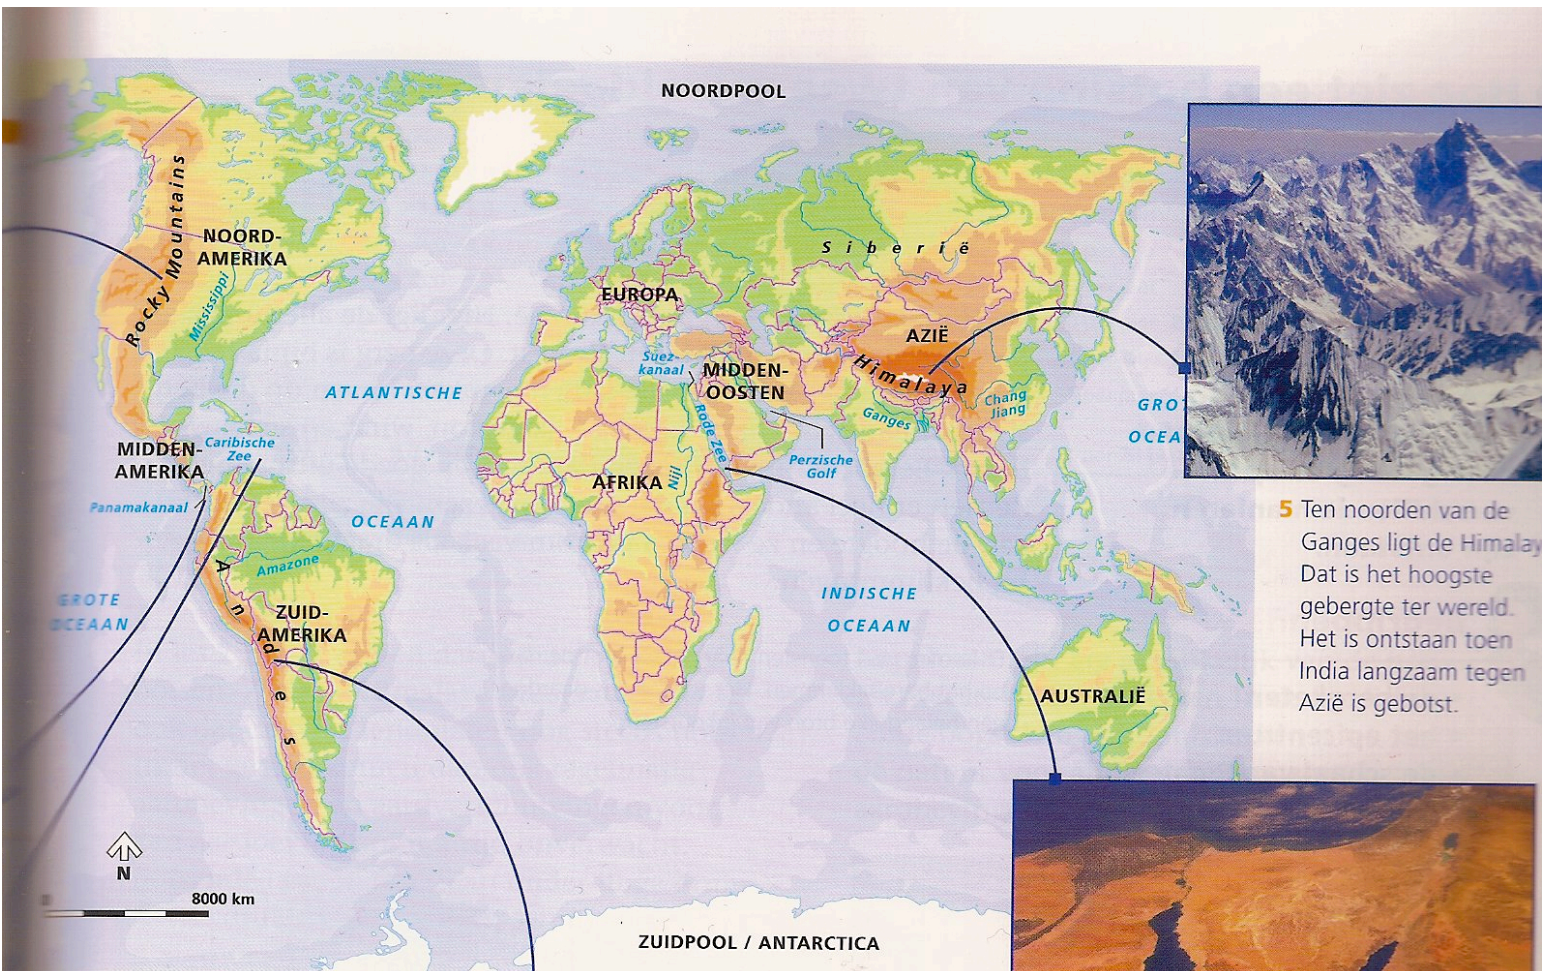 NOORDPOOL
Rocky Mountains
NOORD-
AMERIKA
Mississippi
Siberië
EUROPA
AZIË
Himalaya
Suez-
kanaal
MIDDEN-
OOSTEN
ATLANTISCHE
OCEAAN
Chang
Jiang
Ganges
Rode Zee
Perzische
Golf
MIDDEN-
AMERIKA
Caribische
Zee
Panamakanaal
AFRIKA
Nijl
Amazone
Andes
ZUID-
AMERIKA
GROTE
OCEAAN
INDISCHE
OCEAAN
AUSTRALIË
N
8000 km
ZUIDPOOL / ANTARCTICA
5 Ten noorden van de
Ganges ligt de Himalay
Dat is het hoogste
gebergte ter wereld.
Het is ontstaan toen
India langzaam tegen
Azië is gebotst.